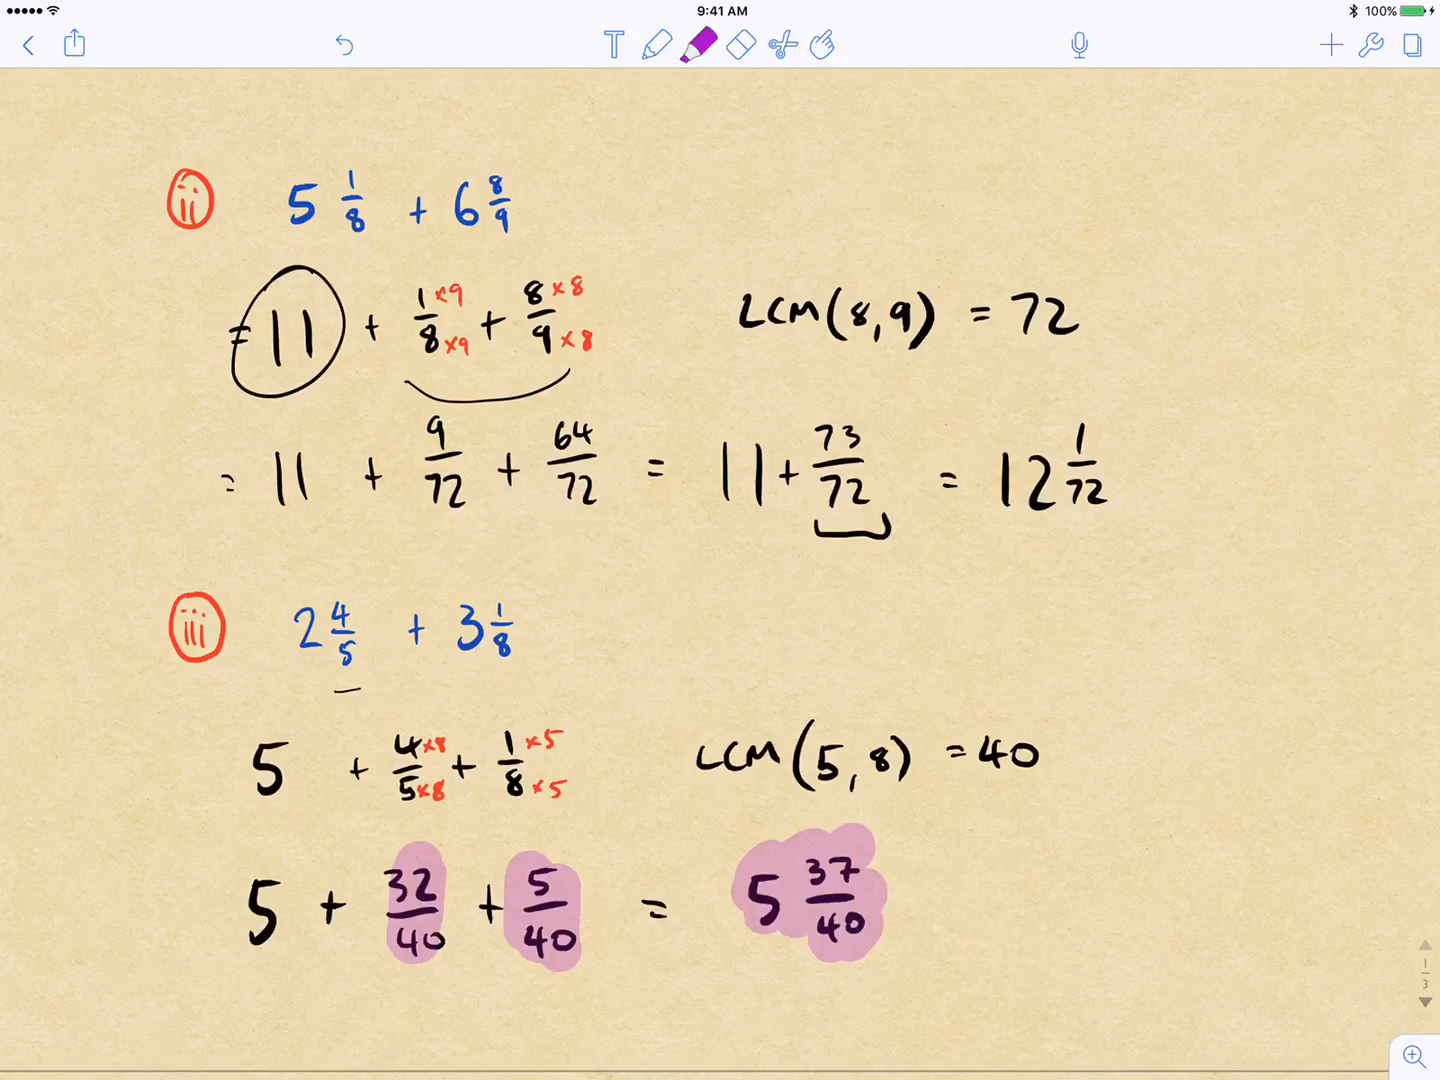 9:41 AM
100%
ii 5 1/8 + 6 8/9
= 11 + 1/8 ×9/×9 + 8/9 ×8/×8 LCM(8,9) = 72
= 11 + 9/72 + 64/72 = 11 + 73/72 = 12 1/72
iii 2 4/5 + 3 1/8
5 + 4/5 ×8/×8 + 1/8 ×5/×5 LCM(5,8) = 40
5 + 32/40 + 5/40 = 5 37/40
1/3